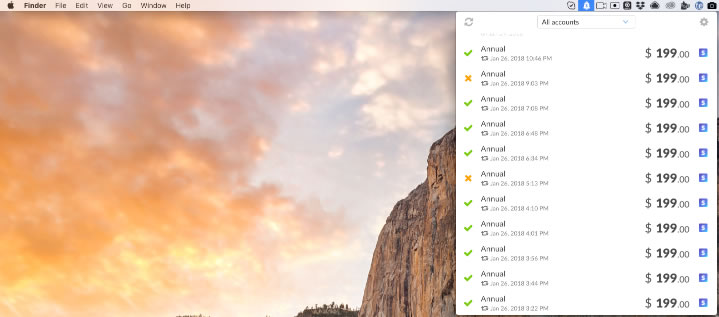 Finder File Edit View Go Window Help
All accounts
Annual
Jan 26, 2018 10:46 PM
$ 199.00
Annual
Jan 26, 2018 9:03 PM
$ 199.00
Annual
Jan 26, 2018 7:08 PM
$ 199.00
Annual
Jan 26, 2018 6:48 PM
$ 199.00
Annual
Jan 26, 2018 6:34 PM
$ 199.00
Annual
Jan 26, 2018 5:13 PM
$ 199.00
Annual
Jan 26, 2018 4:10 PM
$ 199.00
Annual
Jan 26, 2018 4:01 PM
$ 199.00
Annual
Jan 26, 2018 3:56 PM
$ 199.00
Annual
Jan 26, 2018 3:44 PM
$ 199.00
Annual
Jan 26, 2018 3:22 PM
$ 199.00